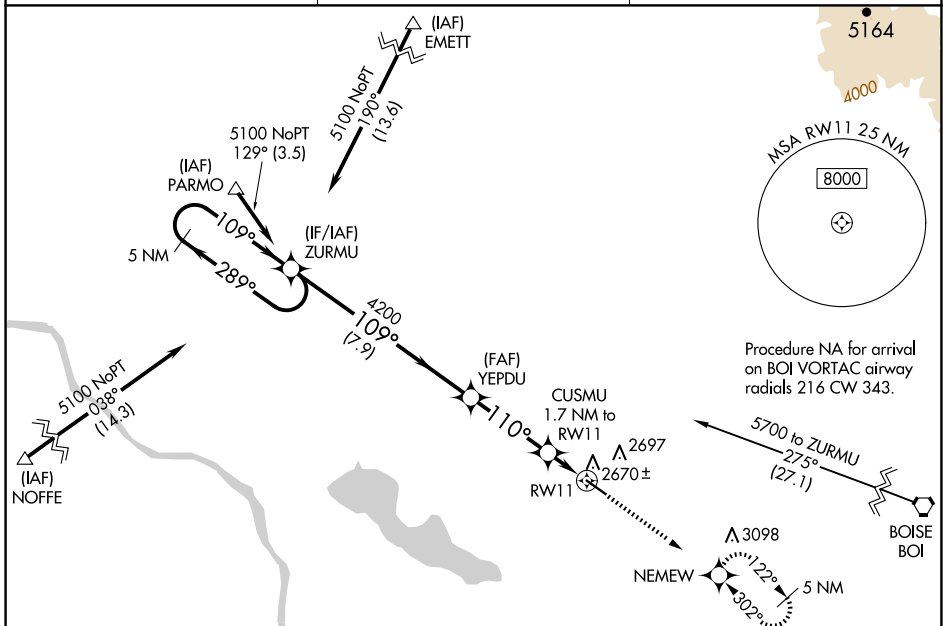 (IAF)
EMETT
5164
4000
5100 NoPT
190°
(13.6)
5100 NoPT
129° (3.5)
(IAF)
PARMO
MSA RW11 25 NM
8000
109°
5 NM
289°
(IF/IAF)
ZURMU
4200
109°
(7.9)
5100 NoPT
038°
(14.3)
(IAF)
NOFFE
(FAF)
YEPDU
110°
CUSMU
1.7 NM to
RW11
Procedure NA for arrival
on BOI VORTAC airway
radials 216 CW 343.
2697
2670 ±
RW11
5700 to ZURMU
275°
(27.1)
BOISE
BOI
3098
NEMEW
122°
302°
5 NM